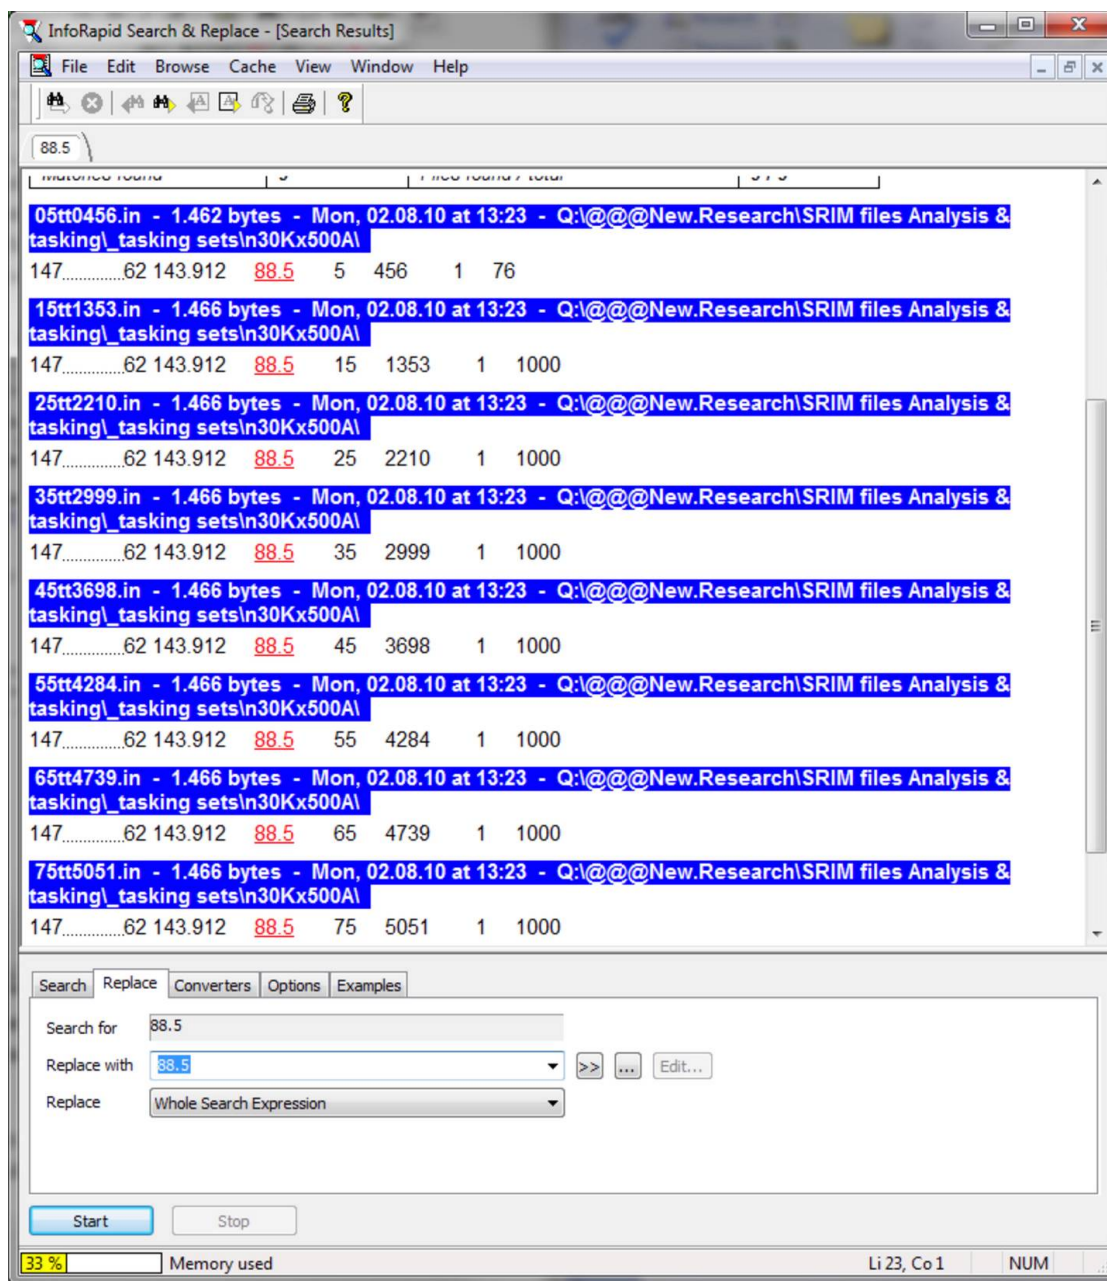 InfoRapid Search & Replace - [Search Results]
File Edit Browse Cache View Window Help
88.5
05tt0456.in - 1.462 bytes - Mon, 02.08.10 at 13:23 - Q:\@@@New.Research\SRIM files Analysis &
tasking\_tasking sets\n30Kx500A\
147..............62 143.912 88.5 5 456 1 76
15tt1353.in - 1.466 bytes - Mon, 02.08.10 at 13:23 - Q:\@@@New.Research\SRIM files Analysis &
tasking\_tasking sets\n30Kx500A\
147..............62 143.912 88.5 15 1353 1 1000
25tt2210.in - 1.466 bytes - Mon, 02.08.10 at 13:23 - Q:\@@@New.Research\SRIM files Analysis &
tasking\_tasking sets\n30Kx500A\
147..............62 143.912 88.5 25 2210 1 1000
35tt2999.in - 1.466 bytes - Mon, 02.08.10 at 13:23 - Q:\@@@New.Research\SRIM files Analysis &
tasking\_tasking sets\n30Kx500A\
147..............62 143.912 88.5 35 2999 1 1000
45tt3698.in - 1.466 bytes - Mon, 02.08.10 at 13:23 - Q:\@@@New.Research\SRIM files Analysis &
tasking\_tasking sets\n30Kx500A\
147..............62 143.912 88.5 45 3698 1 1000
55tt4284.in - 1.466 bytes - Mon, 02.08.10 at 13:23 - Q:\@@@New.Research\SRIM files Analysis &
tasking\_tasking sets\n30Kx500A\
147..............62 143.912 88.5 55 4284 1 1000
65tt4739.in - 1.466 bytes - Mon, 02.08.10 at 13:23 - Q:\@@@New.Research\SRIM files Analysis &
tasking\_tasking sets\n30Kx500A\
147..............62 143.912 88.5 65 4739 1 1000
75tt5051.in - 1.466 bytes - Mon, 02.08.10 at 13:23 - Q:\@@@New.Research\SRIM files Analysis &
tasking\_tasking sets\n30Kx500A\
147..............62 143.912 88.5 75 5051 1 1000
Search Replace Converters Options Examples
Search for 88.5
Replace with 88.5 >> ... Edit...
Replace Whole Search Expression
Start Stop
33 % Memory used Li 23, Co 1 NUM